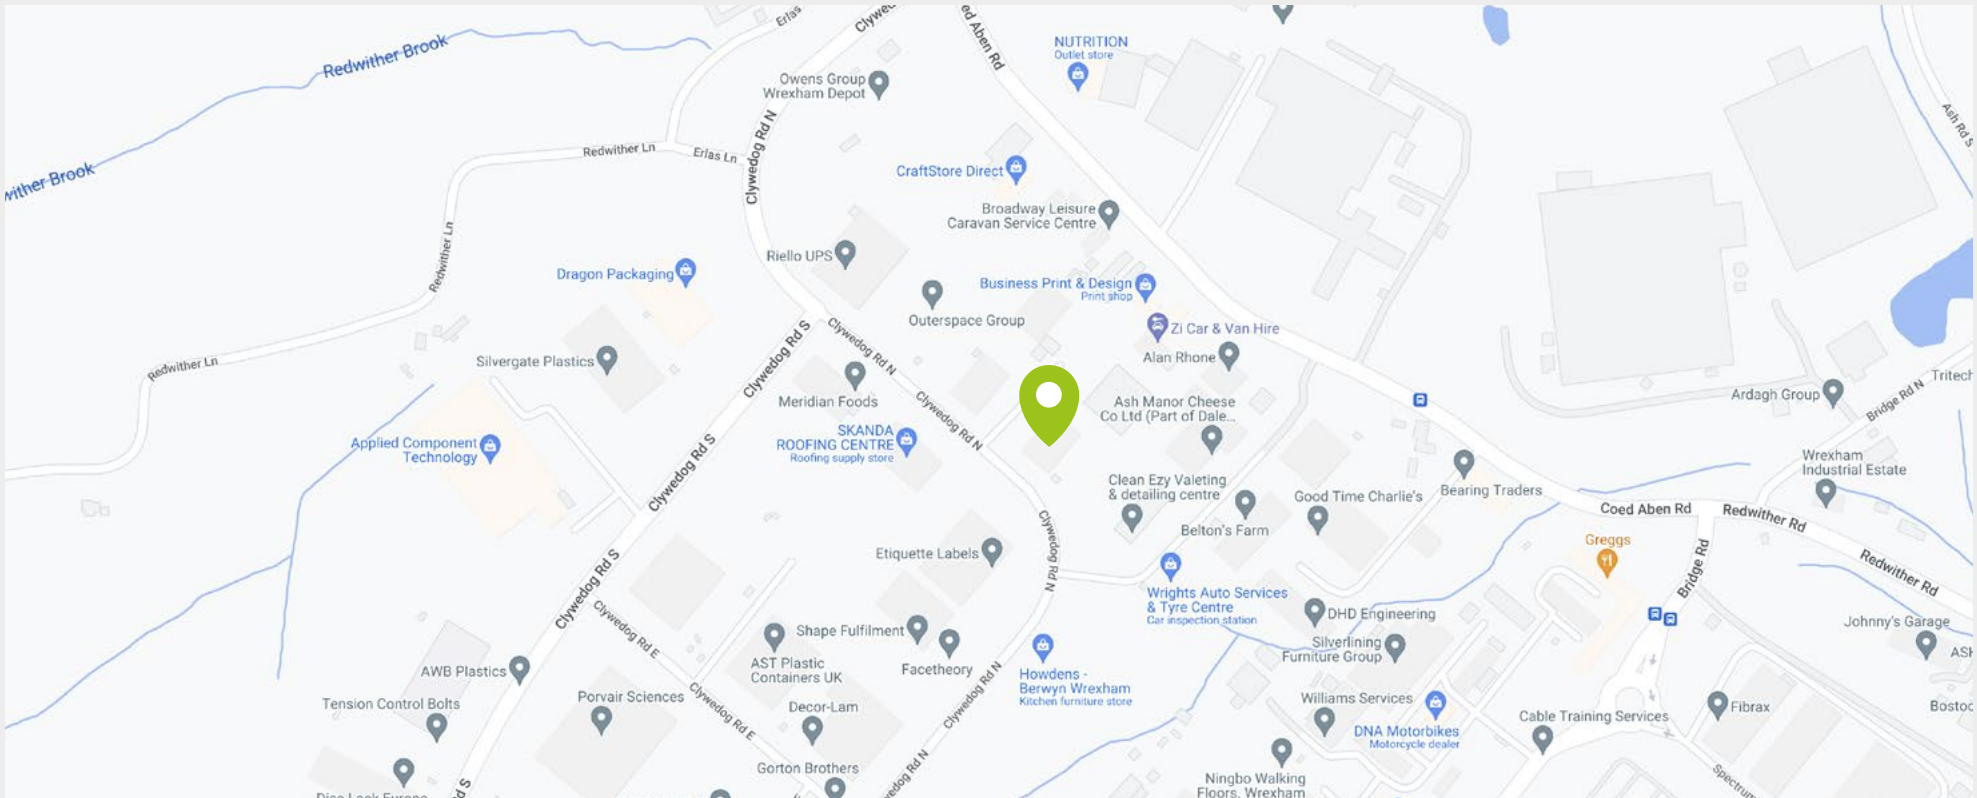 Erlas
Clywe
ed Aben Rd
Redwither Brook
NUTRITION
Outlet store
Owens Group
Wrexham Depot
Ash Rd S
Clywedog Rd N
Redwither Ln
Erlas Ln
wither Brook
CraftStore Direct
Broadway Leisure
Caravan Service Centre
Redwither Ln
Riello UPS
Dragon Packaging
Business Print & Design
Print shop
Outerspace Group
Zi Car & Van Hire
Clywedog Rd S
Clywedog Rd N
Alan Rhone
Silvergate Plastics
Redwither Ln
Tritech
Meridian Foods
Ash Manor Cheese
Co Ltd (Part of Dale...
Ardagh Group
Bridge Rd N
Clywedog Rd N
SKANDA
ROOFING CENTRE
Roofing supply store
Applied Component
Technology
Clywedog Rd S
Wrexham
Industrial Estate
Clean Ezy Valeting
& detailing centre
Good Time Charlie's
Bearing Traders
Coed Aben Rd
Redwither Rd
Belton's Farm
Clywedog Rd N
Etiquette Labels
Greggs
Bridge Rd
Redwither Rd
Clywedog Rd S
Wrights Auto Services
& Tyre Centre
Car inspection station
DHD Engineering
Johnny's Garage
Clywedog Rd E
Shape Fulfilment
Silverlining
Furniture Group
ASH
AST Plastic
Containers UK
Facetheory
AWB Plastics
Howdens -
Berwyn Wrexham
Kitchen furniture store
Clywedog Rd N
Tension Control Bolts
Porvair Sciences
Clywedog Rd E
Decor-Lam
Williams Services
Fibrax
Bostoc
Cable Training Services
DNA Motorbikes
Motorcycle dealer
Gorton Brothers
wedog Rd N
Ningbo Walking
Floors, Wrexham
Spectrum
d S